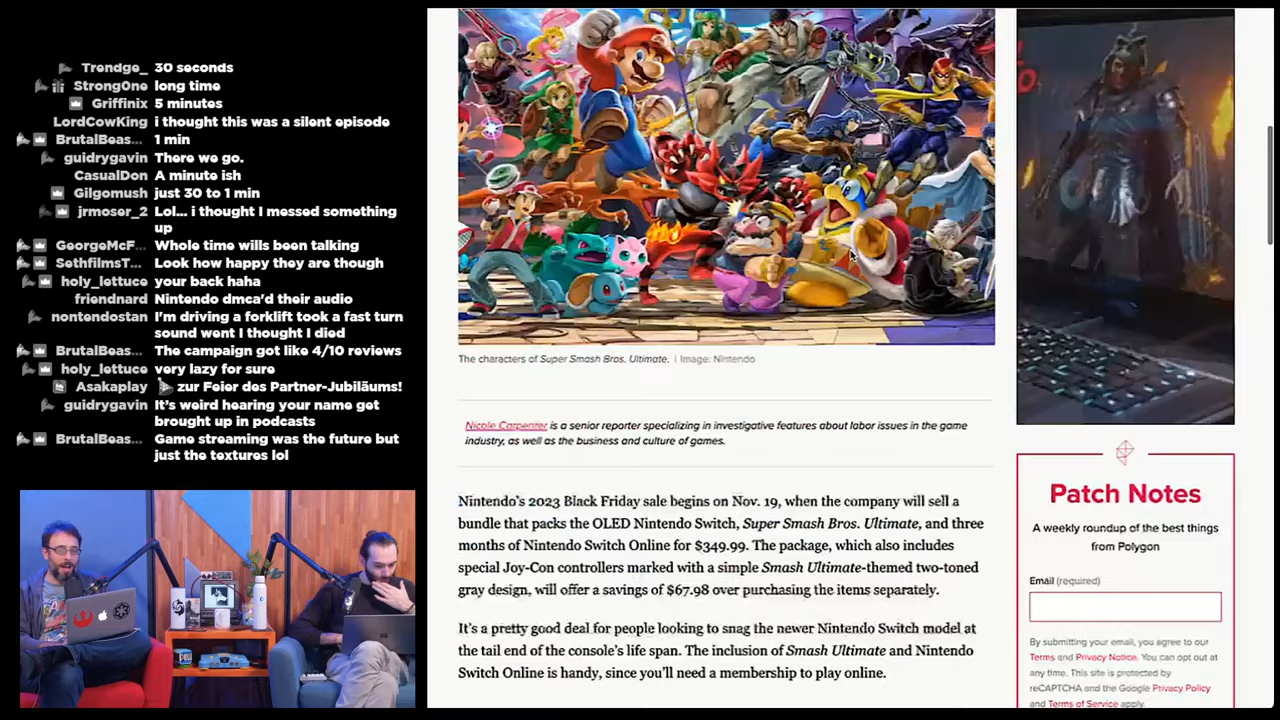 Trendge_ 30 seconds
StrongOne long time
Griffinix 5 minutes
LordCowKing i thought this was a silent episode
BrutalBeas... 1 min
guidrygavin There we go.
CasualDon A minute ish
Gilgomush just 30 to 1 min
jrmoser_2 Lol... i thought I messed something
up
GeorgeMcF... Whole time wills been talking
SethfilmsT... Look how happy they are though
holy_lettuce your back haha
friendnard Nintendo dmca'd their audio
nontendostan I'm driving a forklift took a fast turn
sound went I thought I died
BrutalBeas... The campaign got like 4/10 reviews
holy_lettuce very lazy for sure
Asakaplay zur Feier des Partner-Jubiläums!
guidrygavin It's weird hearing your name get
brought up in podcasts
BrutalBeas... Game streaming was the future but
just the textures lol
The characters of Super Smash Bros. Ultimate. | Image: Nintendo
Nicole Carpenter is a senior reporter specializing in investigative features about labor issues in the game
industry, as well as the business and culture of games.
Nintendo's 2023 Black Friday sale begins on Nov. 19, when the company will sell a
bundle that packs the OLED Nintendo Switch, Super Smash Bros. Ultimate, and three
months of Nintendo Switch Online for $349.99. The package, which also includes
special Joy-Con controllers marked with a simple Smash Ultimate-themed two-toned
gray design, will offer a savings of $67.98 over purchasing the items separately.
It's a pretty good deal for people looking to snag the newer Nintendo Switch model at
the tail end of the console's life span. The inclusion of Smash Ultimate and Nintendo
Switch Online is handy, since you'll need a membership to play online.
Patch Notes
A weekly roundup of the best things
from Polygon
Email (required)
By submitting your email, you agree to our
Terms and Privacy Notice. You can opt out at
any time. This site is protected by
reCAPTCHA and the Google Privacy Policy
and Terms of Service apply.